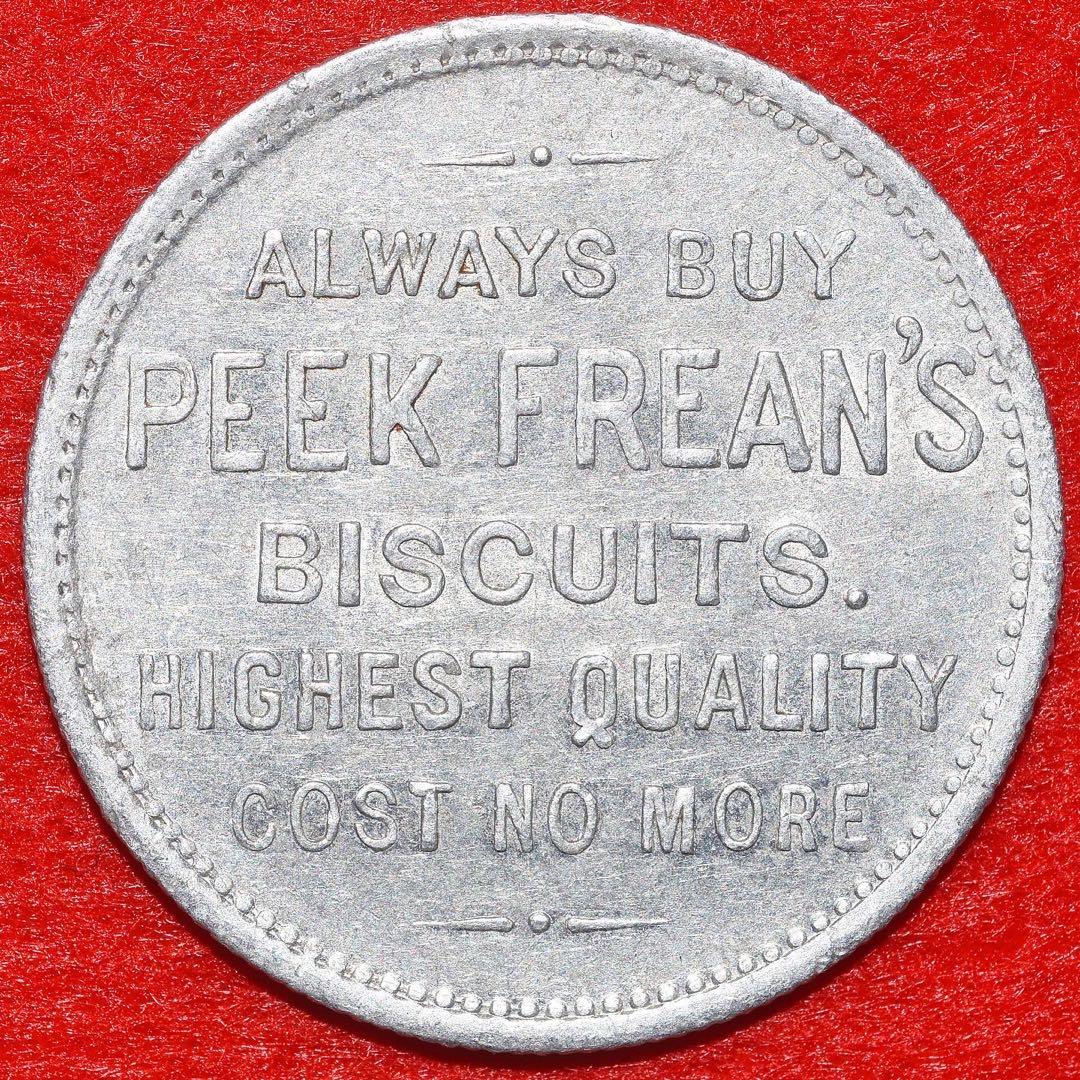 ALWAYS BUY
PEEK FREAN'S
BISCUITS.
HIGHEST QUALITY
COST NO MORE